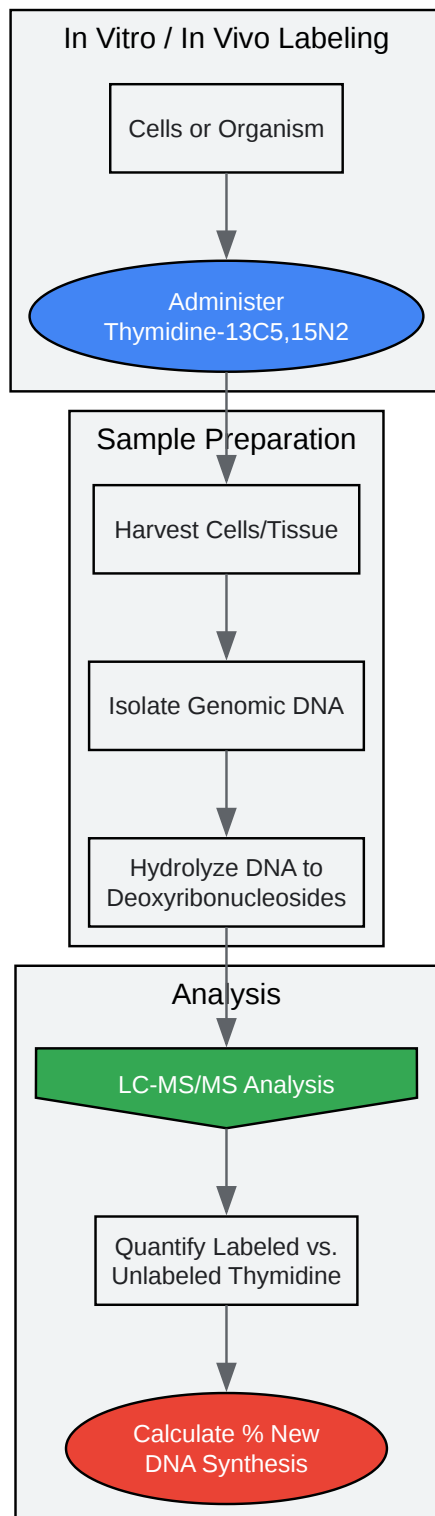 In Vitro / In Vivo Labeling
Cells or Organism
Administer
Thymidine-13C5,15N2
Sample Preparation
Harvest Cells/Tissue
Isolate Genomic DNA
Hydrolyze DNA to
Deoxyribonucleosides
Analysis
LC-MS/MS Analysis
Quantify Labeled vs.
Unlabeled Thymidine
Calculate % New
DNA Synthesis